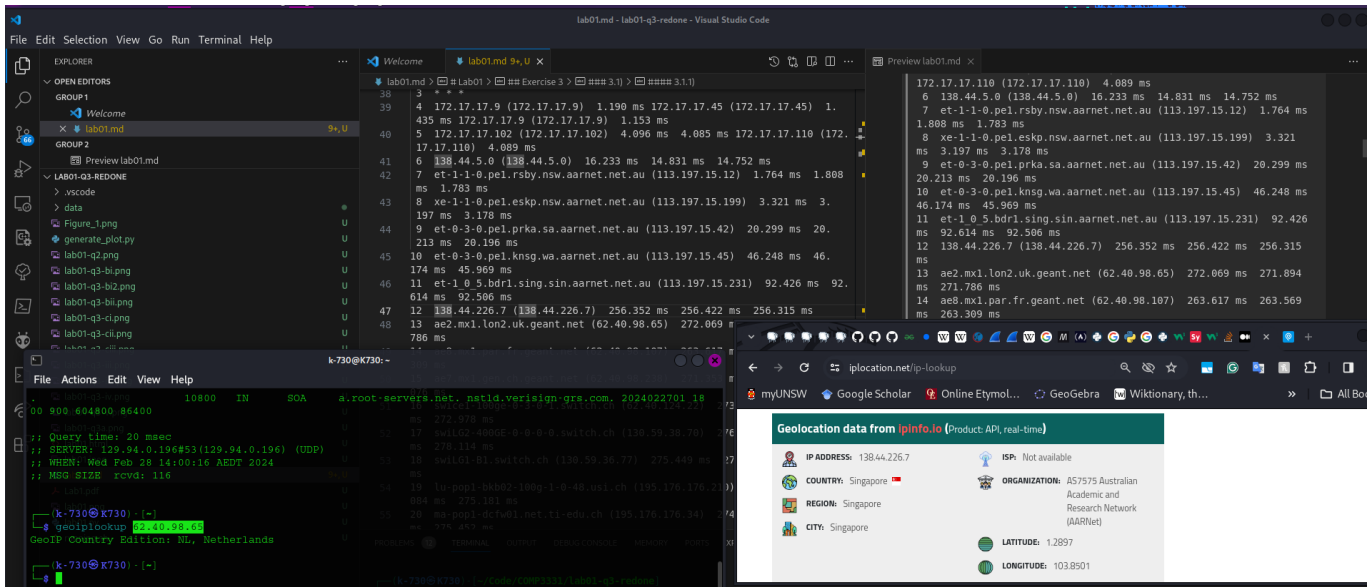 lab01.md - lab01-q3-redone - Visual Studio Code
File Edit Selection View Go Run Terminal Help
EXPLORER
OPEN EDITORS
GROUP 1
Welcome
lab01.md 9+, U
GROUP 2
Preview lab01.md
LAB01-Q3-REDONE
.vscode
data
Figure_1.png U
generate_plot.py U
lab01-q2.png U
lab01-q3-bi.png U
lab01-q3-bi2.png U
lab01-q3-bii.png U
lab01-q3-ci.png U
lab01-q3-cii.png U
66
Welcome
lab01.md 9+, U
lab01.md > # Lab01 > ## Exercise 3 > ### 3.1) > #### 3.1.1)
38 3 * * *
39 4 172.17.17.9 (172.17.17.9) 1.190 ms 172.17.17.45 (172.17.17.45) 1.
435 ms 172.17.17.9 (172.17.17.9) 1.153 ms
40 5 172.17.17.102 (172.17.17.102) 4.096 ms 4.085 ms 172.17.17.110 (172.
17.17.110) 4.089 ms
41 6 138.44.5.0 (138.44.5.0) 16.233 ms 14.831 ms 14.752 ms
42 7 et-1-1-0.pe1.rsby.nsw.aarnet.net.au (113.197.15.12) 1.764 ms 1.808
ms 1.783 ms
43 8 xe-1-1-0.pe1.eskp.nsw.aarnet.net.au (113.197.15.199) 3.321 ms 3.
197 ms 3.178 ms
44 9 et-0-3-0.pe1.prka.sa.aarnet.net.au (113.197.15.42) 20.299 ms 20.
213 ms 20.196 ms
45 10 et-0-3-0.pe1.knsg.wa.aarnet.net.au (113.197.15.45) 46.248 ms 46.
174 ms 45.969 ms
46 11 et-1_0_5.bdr1.sing.sin.aarnet.net.au (113.197.15.231) 92.426 ms 92.
614 ms 92.506 ms
47 12 138.44.226.7 (138.44.226.7) 256.352 ms 256.422 ms 256.315 ms
48 13 ae2.mx1.lon2.uk.geant.net (62.40.98.65) 272.069 m
786 ms
Preview lab01.md
172.17.17.110 (172.17.17.110) 4.089 ms
6 138.44.5.0 (138.44.5.0) 16.233 ms 14.831 ms 14.752 ms
7 et-1-1-0.pe1.rsby.nsw.aarnet.net.au (113.197.15.12) 1.764 ms
1.808 ms 1.783 ms
8 xe-1-1-0.pe1.eskp.nsw.aarnet.net.au (113.197.15.199) 3.321
ms 3.197 ms 3.178 ms
9 et-0-3-0.pe1.prka.sa.aarnet.net.au (113.197.15.42) 20.299 ms
20.213 ms 20.196 ms
10 et-0-3-0.pe1.knsg.wa.aarnet.net.au (113.197.15.45) 46.248 ms
46.174 ms 45.969 ms
11 et-1_0_5.bdr1.sing.sin.aarnet.net.au (113.197.15.231) 92.426
ms 92.614 ms 92.506 ms
12 138.44.226.7 (138.44.226.7) 256.352 ms 256.422 ms 256.315
ms
13 ae2.mx1.lon2.uk.geant.net (62.40.98.65) 272.069 ms 271.894
ms 271.786 ms
14 ae8.mx1.par.fr.geant.net (62.40.98.107) 263.617 ms 263.569
ms 263.309 ms
k-730@K730: ~
File Actions Edit View Help
. 10800 IN SOA a.root-servers.net. nstld.verisign-grs.com. 2024022701 18
00 900 604800 86400
;; Query time: 20 msec
;; SERVER: 129.94.0.196#53(129.94.0.196) (UDP)
;; WHEN: Wed Feb 28 14:00:16 AEDT 2024
;; MSG SIZE rcvd: 116
(k-730㉿K730)-[~]
$ geoiplookup 62.40.98.65
GeoIP Country Edition: NL, Netherlands
(k-730㉿K730)-[~]
$
iplocation.net/ip-lookup
myUNSW Google Scholar Online Etymol... GeoGebra Wiktionary, th... » All Boo
Geolocation data from ipinfo.io (Product: API, real-time)
IP ADDRESS: 138.44.226.7
COUNTRY: Singapore
REGION: Singapore
CITY: Singapore
ISP: Not available
ORGANIZATION: AS7575 Australian
Academic and
Research Network
(AARNet)
LATITUDE: 1.2897
LONGITUDE: 103.8501